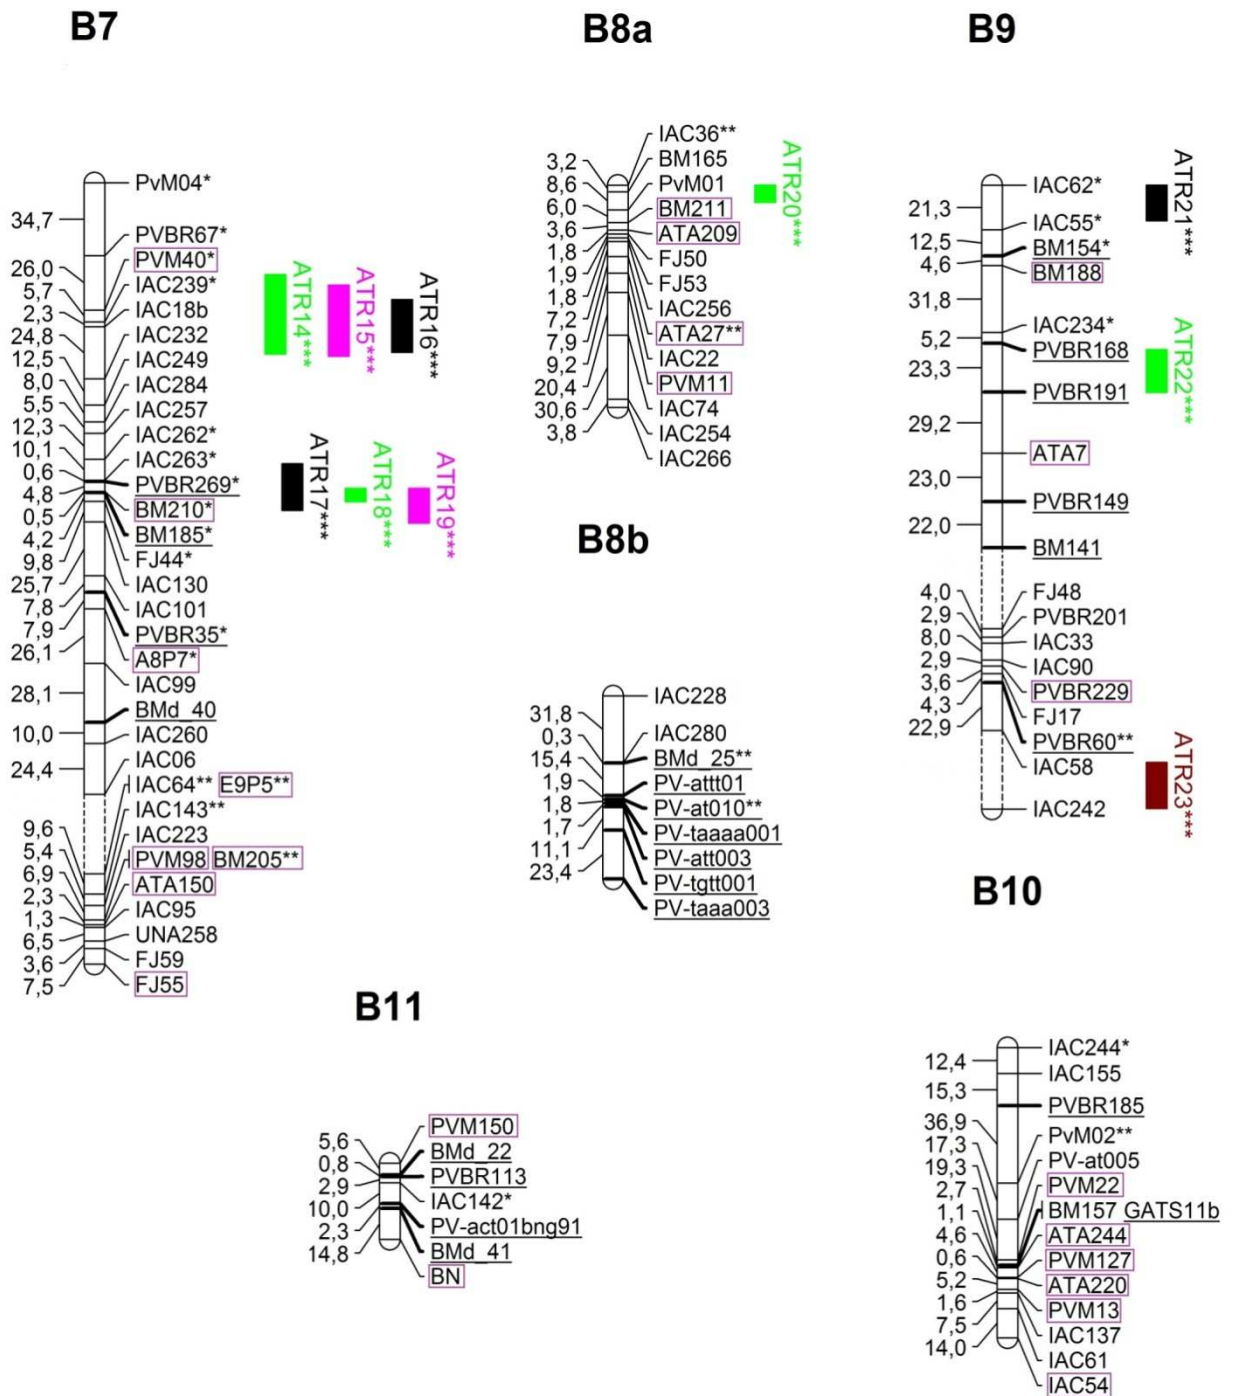 B7
34,7
26,0
5,7
2,3
24,8
12,5
8,0
5,5
12,3
10,1
0,6
4,8
0,5
4,2
9,8
25,7
7,8
7,9
26,1
28,1
10,0
24,4
9,6
5,4
6,9
2,3
1,3
6,5
3,6
7,5
PvM04*
PVBR67*
PVM40*
IAC239*
IAC18b
IAC232
IAC249
IAC284
IAC257
IAC262*
IAC263*
PVBR269*
BM210*
BM185*
FJ44*
IAC130
IAC101
PVBR35*
A8P7*
IAC99
BMd_40
IAC260
IAC06
IAC64** E9P5**
IAC143**
IAC223
PVM98 BM205**
ATA150
IAC95
UNA258
FJ59
FJ55
ATR14***
ATR15***
ATR16***
ATR17***
ATR18***
ATR19***
B8a
3,2
8,6
6,0
3,6
1,8
1,9
1,8
7,2
7,9
9,2
20,4
30,6
3,8
IAC36**
BM165
PvM01
BM211
ATA209
FJ50
FJ53
IAC256
ATA27**
IAC22
PVM11
IAC74
IAC254
IAC266
ATR20***
B8b
31,8
0,3
15,4
1,9
1,8
1,7
11,1
23,4
IAC228
IAC280
BMd_25**
PV-attt01
PV-at010**
PV-taaaa001
PV-att003
PV-tgtt001
PV-taaa003
B9
21,3
12,5
4,6
31,8
5,2
23,3
29,2
23,0
22,0
4,0
2,9
8,0
2,9
3,6
4,3
22,9
IAC62*
IAC55*
BM154*
BM188
IAC234*
PVBR168
PVBR191
ATA7
PVBR149
BM141
FJ48
PVBR201
IAC33
IAC90
PVBR229
FJ17
PVBR60**
IAC58
IAC242
ATR21***
ATR22***
ATR23***
B10
12,4
15,3
36,9
17,3
19,3
2,7
1,1
4,6
0,6
5,2
1,6
7,5
14,0
IAC244*
IAC155
PVBR185
PvM02**
PV-at005
PVM22
BM157 GATS11b
ATA244
PVM127
ATA220
PVM13
IAC137
IAC61
IAC54
B11
5,6
0,8
2,9
10,0
2,3
14,8
PVM150
BMd_22
PVBR113
IAC142*
PV-act01bng91
BMd_41
BN